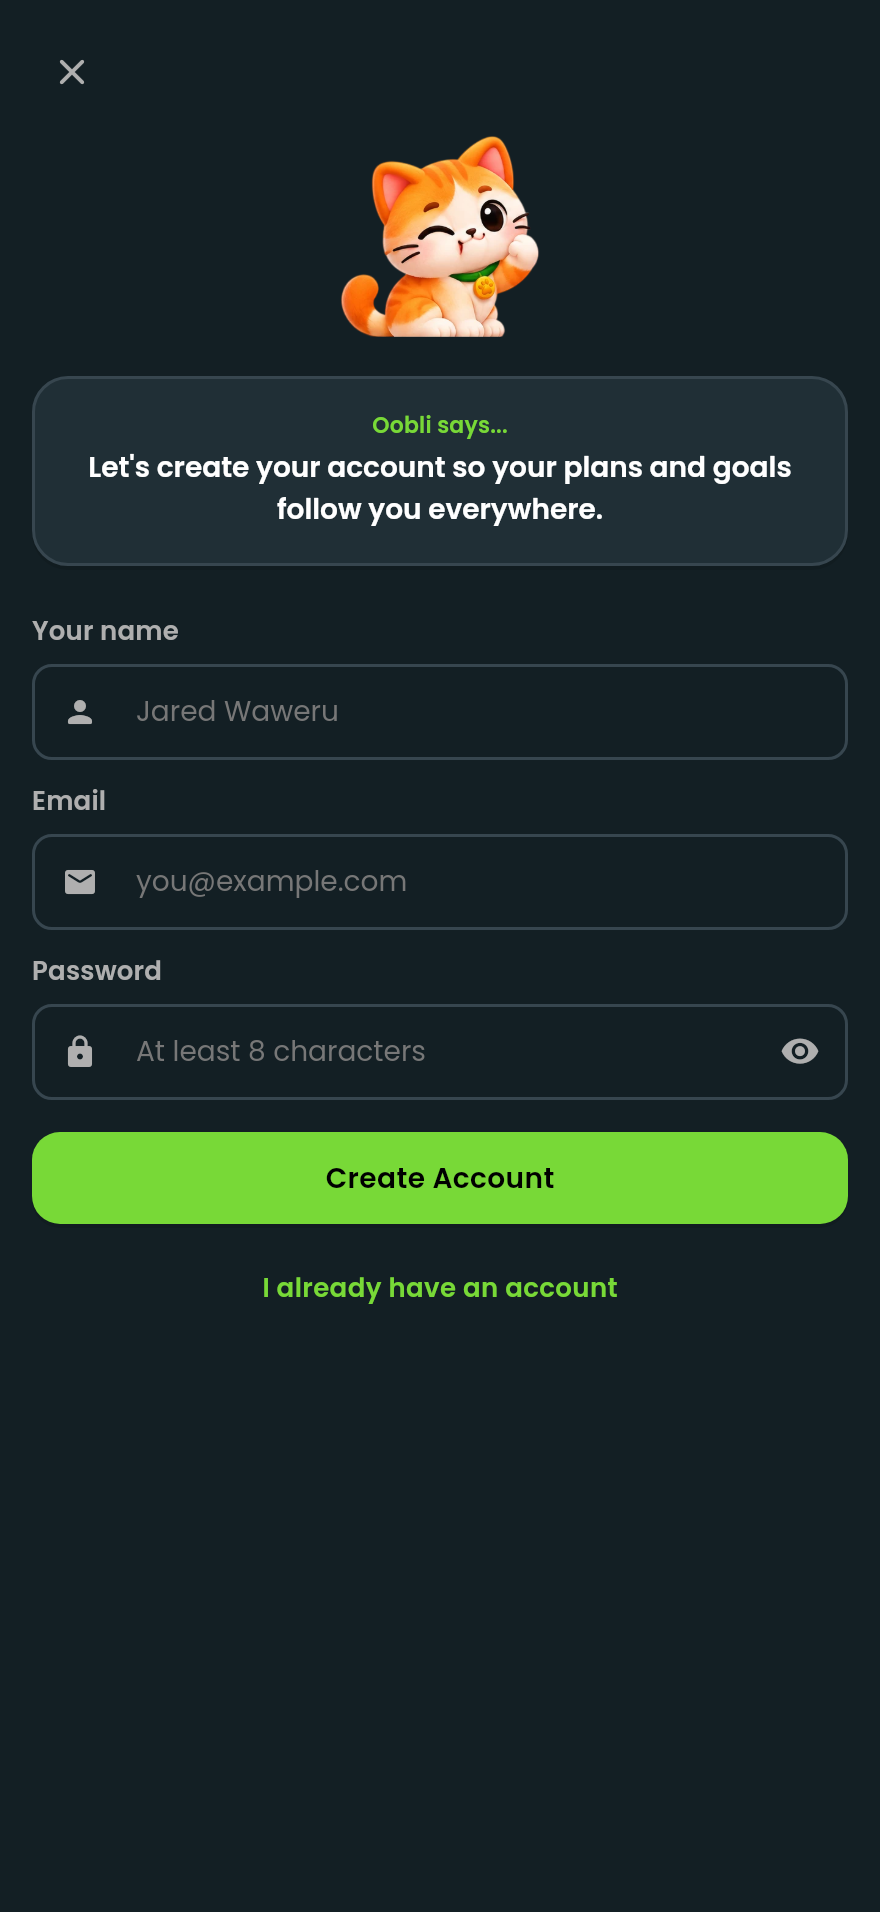 Oobli says...
Let's create your account so your plans and goals
follow you everywhere.
Your name
Jared Waweru
Email
you@example.com
Password
At least 8 characters
Create Account
I already have an account